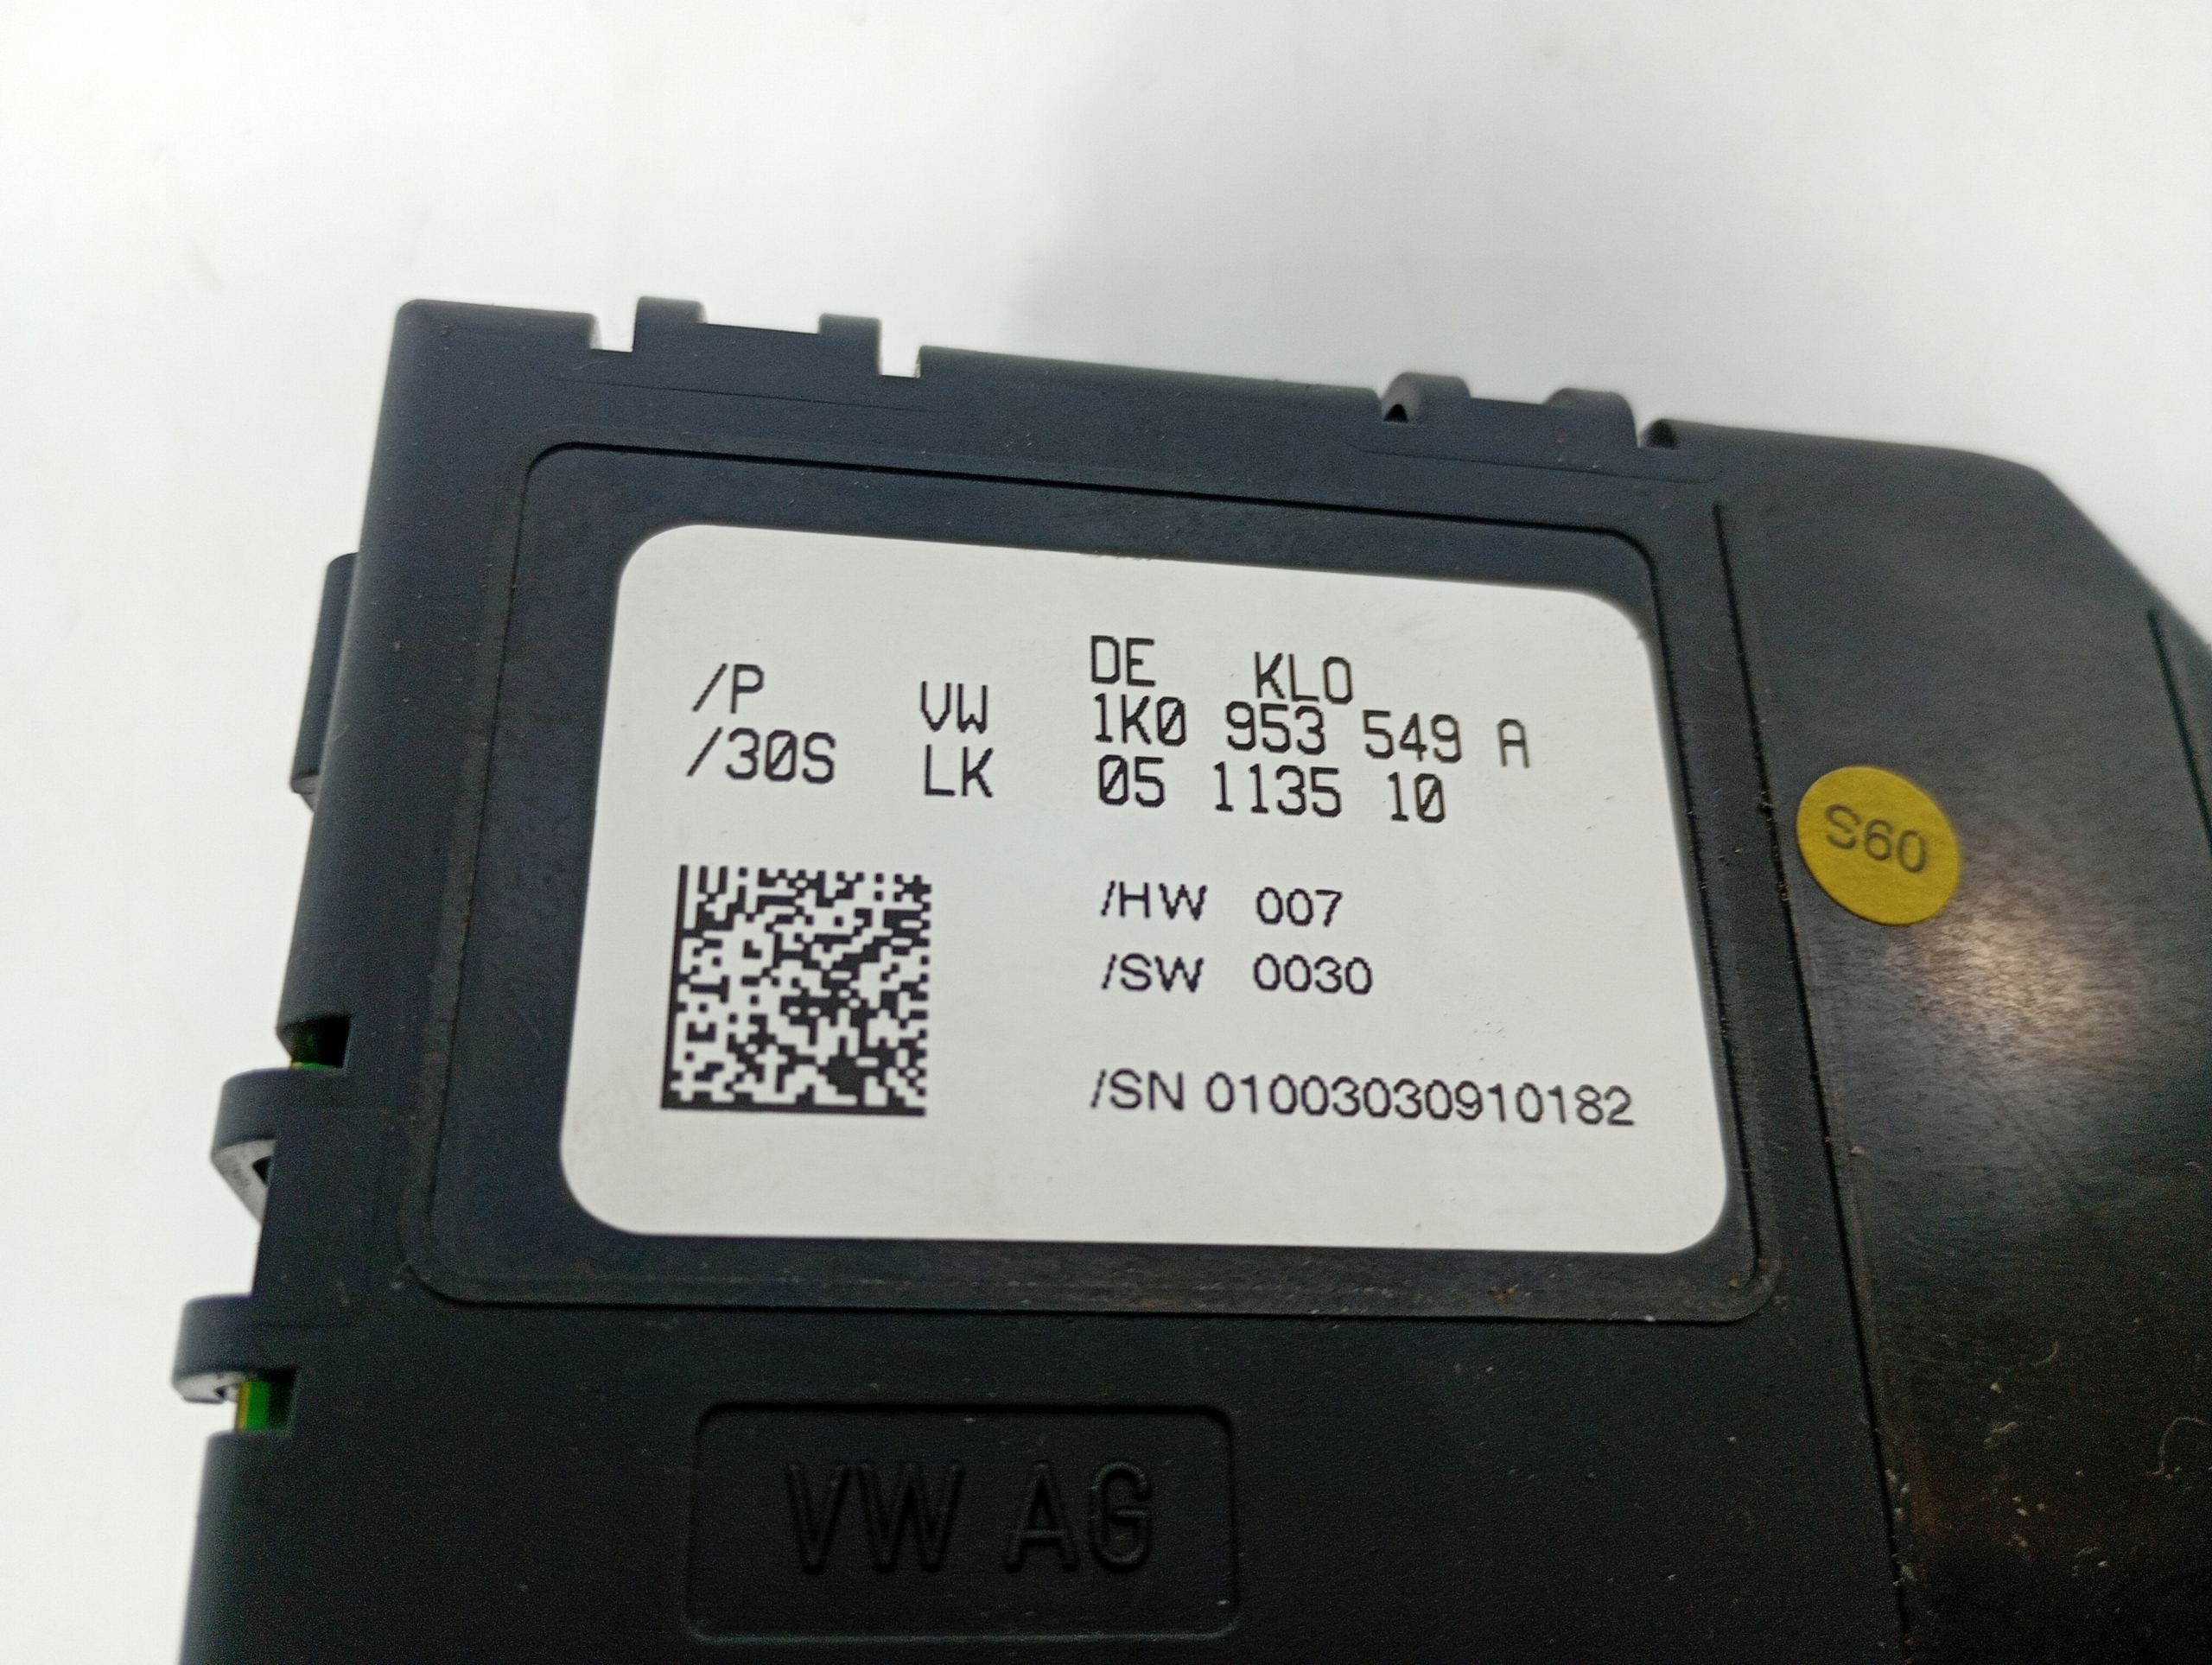 DE KLO
/P VW 1K0 953 549 A
/30S LK 05 1135 10
/HW 007
/SW 0030
/SN 01003030910182
S60
VW AG